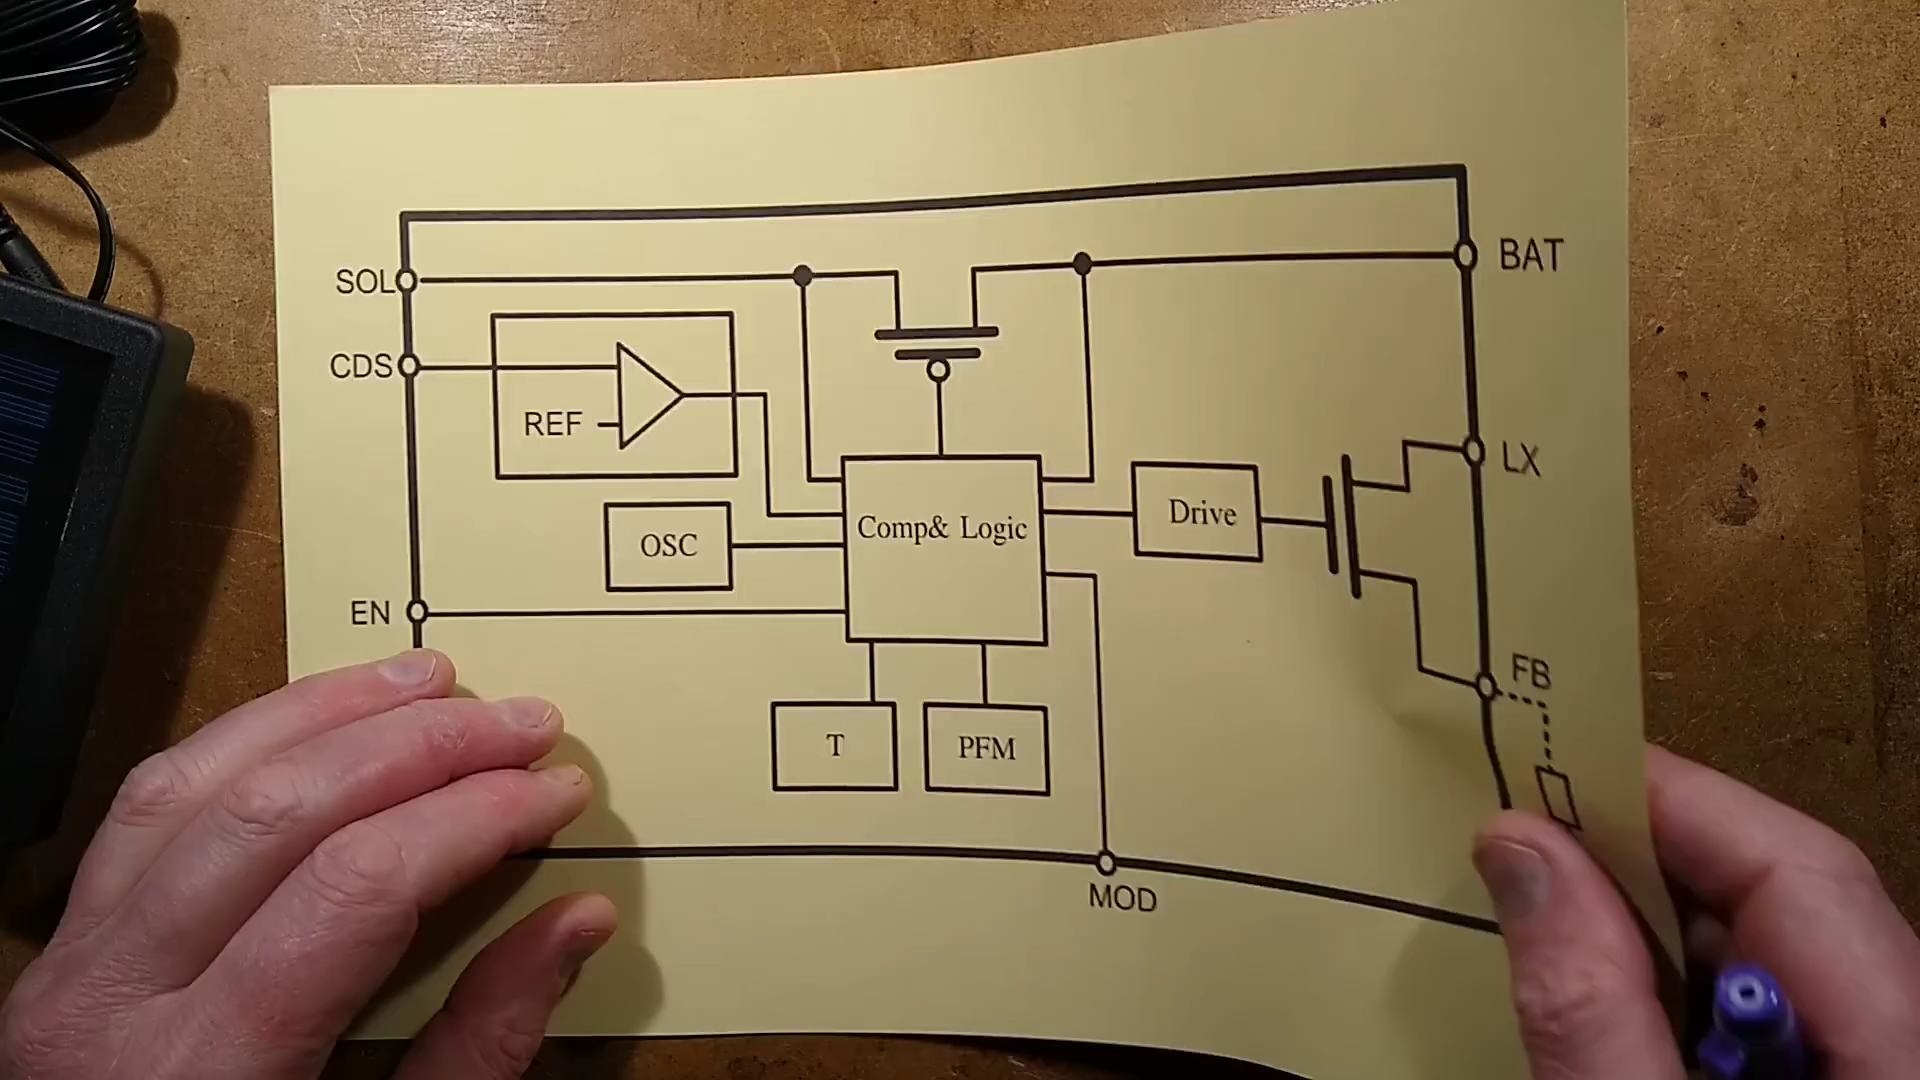 SOL
BAT
CDS
REF
LX
Drive
Comp& Logic
OSC
EN
FB
T
PFM
MOD